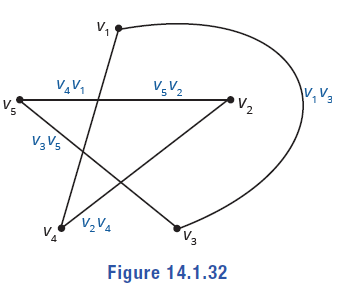 V₁
V₄V₁ V₅V₂ V₁V₃
V₅ V₂
V₃V₅
V₄ V₂V₄ V₃
Figure 14.1.32